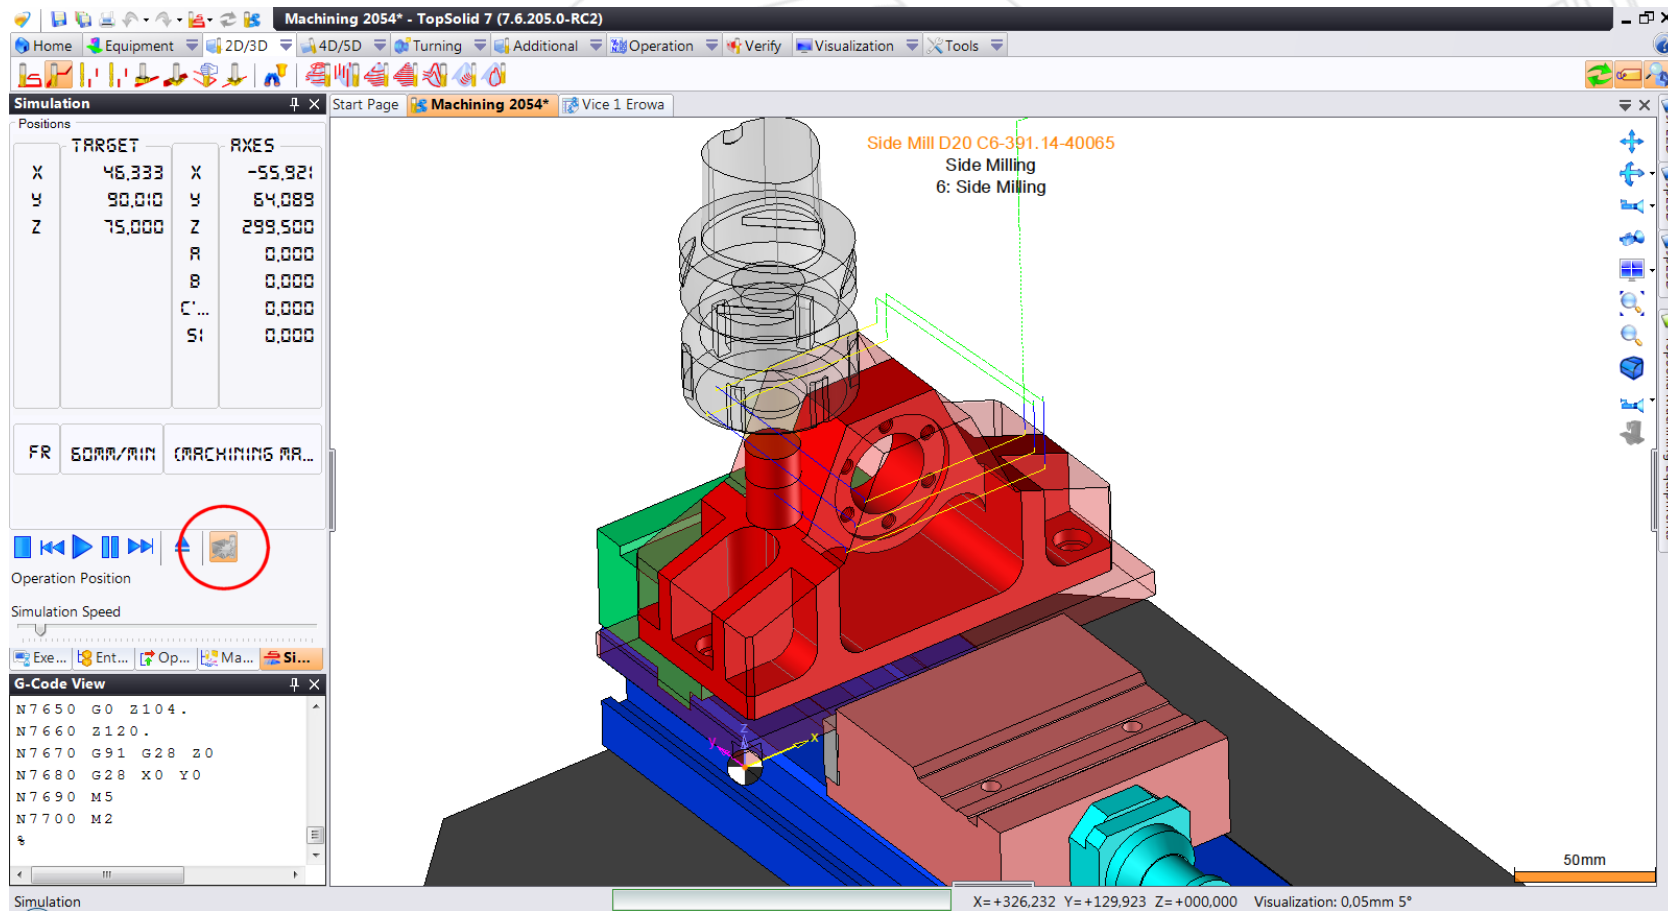 Machining 2054* - TopSolid 7 (7.6.205.0-RC2)
Home Equipment 2D/3D 4D/5D Turning Additional Operation Verify Visualization Tools
Simulation
Start Page Machining 2054* Vice 1 Erowa
Positions
TARGET AXES
X 46,333 X -55,921
Y 90,010 Y 64,089
Z 75,000 Z 299,500
A 0,000
B 0,000
C'... 0,000
S1 0,000
FR 60MM/MIN (MACHINING MA...
Side Mill D20 C6-391.14-40065
Side Milling
6: Side Milling
Operation Position
Simulation Speed
Exe... Ent... Op... Ma... Si...
G-Code View
N7650 G0 Z104.
N7660 Z120.
N7670 G91 G28 Z0
N7680 G28 X0 Y0
N7690 M5
N7700 M2
%
z
y
x
50mm
Simulation
X=+326,232 Y=+129,923 Z=+000,000 Visualization: 0,05mm 5°